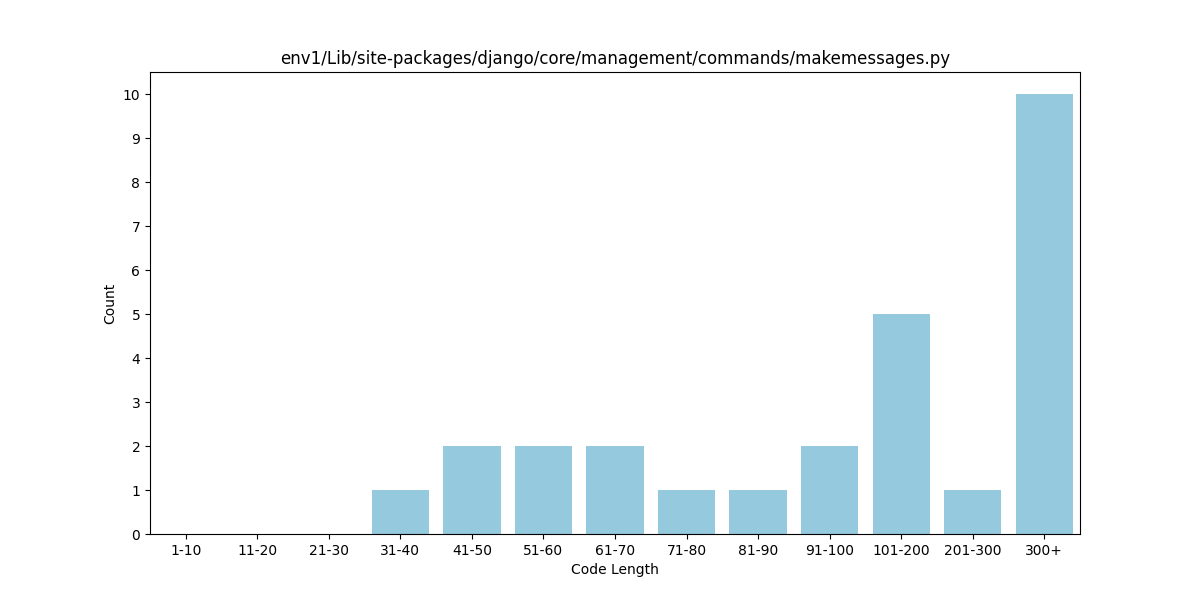 env1/Lib/site-packages/django/core/management/commands/makemessages.py
10
9
8
7
6
5
4
3
2
1
0
Count
1-10 11-20 21-30 31-40 41-50 51-60 61-70 71-80 81-90 91-100 101-200 201-300 300+
Code Length